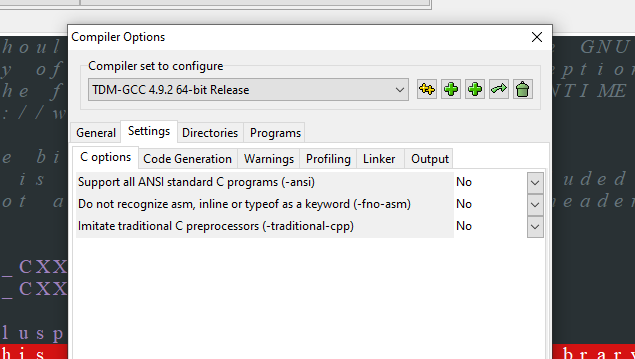 Compiler Options
houl
e GNU
Compiler set to configure
y of
ption
TDM-GCC 4.9.2 64-bit Release
he f
NTIME
://w
General Settings Directories Programs
C options Code Generation Warnings Profiling Linker Output
e bi
Support all ANSI standard C programs (-ansi) No
is
uded
Do not recognize asm, inline or typeof as a keyword (-fno-asm) No
ot a
eader
Imitate traditional C preprocessors (-traditional-cpp) No
_CXX
_CXX
lusp
his
brary